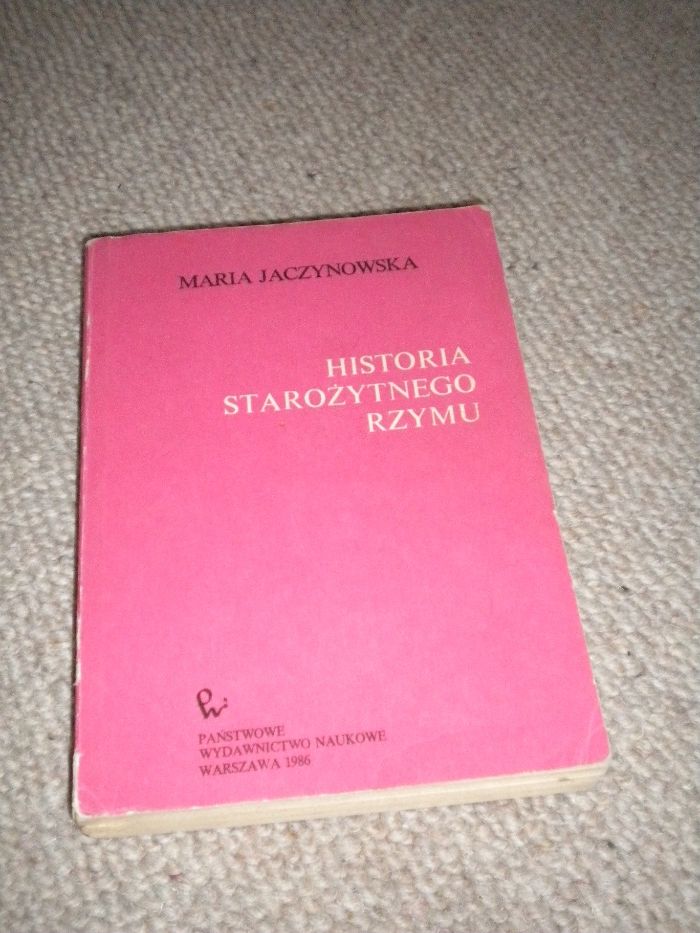 MARIA JACZYNOWSKA
HISTORIA
STAROŻYTNEGO
RZYMU
PAŃSTWOWE
WYDAWNICTWO NAUKOWE
WARSZAWA 1986